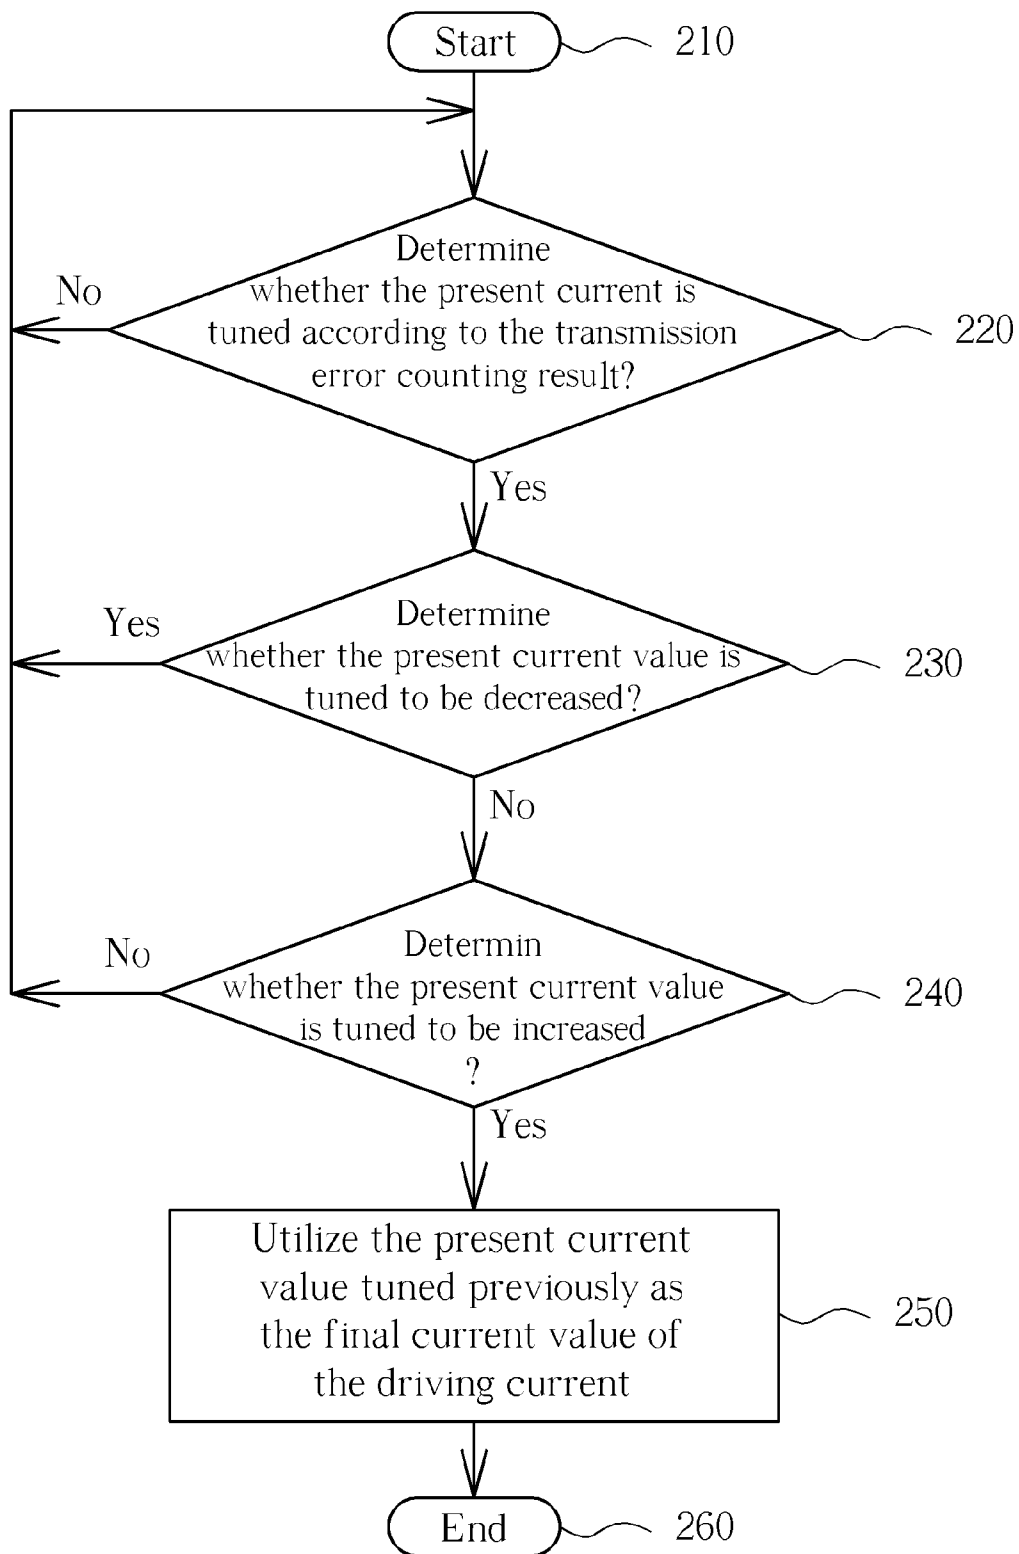 Start
210
Determine
whether the present current is
tuned according to the transmission
error counting result?
No
220
Yes
Determine
whether the present current value is
tuned to be decreased?
Yes
230
No
Determin
whether the present current value
is tuned to be increased
?
No
240
Yes
Utilize the present current
value tuned previously as
the final current value of
the driving current
250
End
260